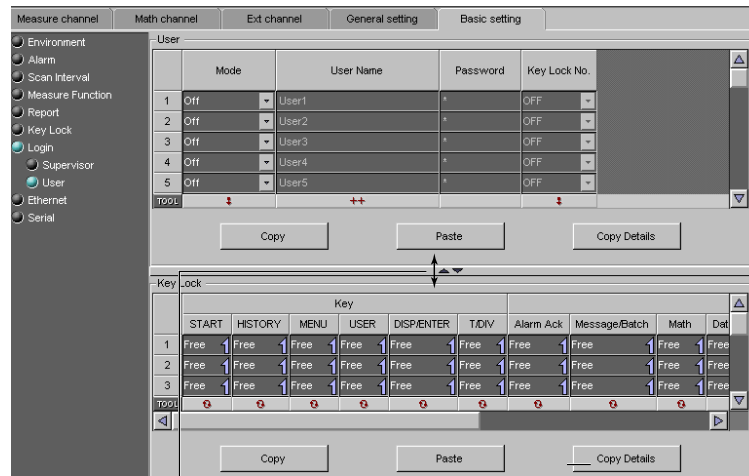 Measure channel Math channel Ext channel General setting Basic setting
Environment
Alarm
Scan Interval
Measure Function
Report
Key Lock
Login
Supervisor
User
Ethernet
Serial
User
Mode User Name Password Key Lock No.
1 Off User1 * OFF
2 Off User2 * OFF
3 Off User3 * OFF
4 Off User4 * OFF
5 Off User5 * OFF
TOOL ++
Copy Paste Copy Details
Key Lock
Key
START HISTORY MENU USER DISP/ENTER T/DIV Alarm Ack Message/Batch Math Dat
1 Free Free Free Free Free Free Free Free Free Free
2 Free Free Free Free Free Free Free Free Free Free
3 Free Free Free Free Free Free Free Free Free Free
TOOL
Copy Paste Copy Details